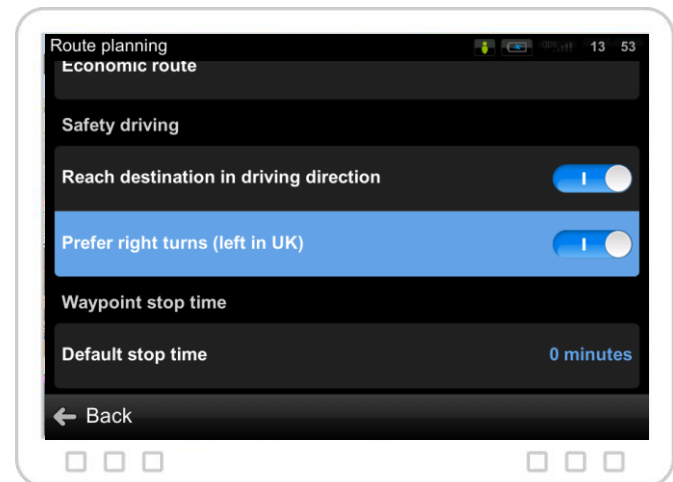 Route planning
13 53
Economic route
Safety driving
Reach destination in driving direction
Prefer right turns (left in UK)
Waypoint stop time
Default stop time
0 minutes
Back